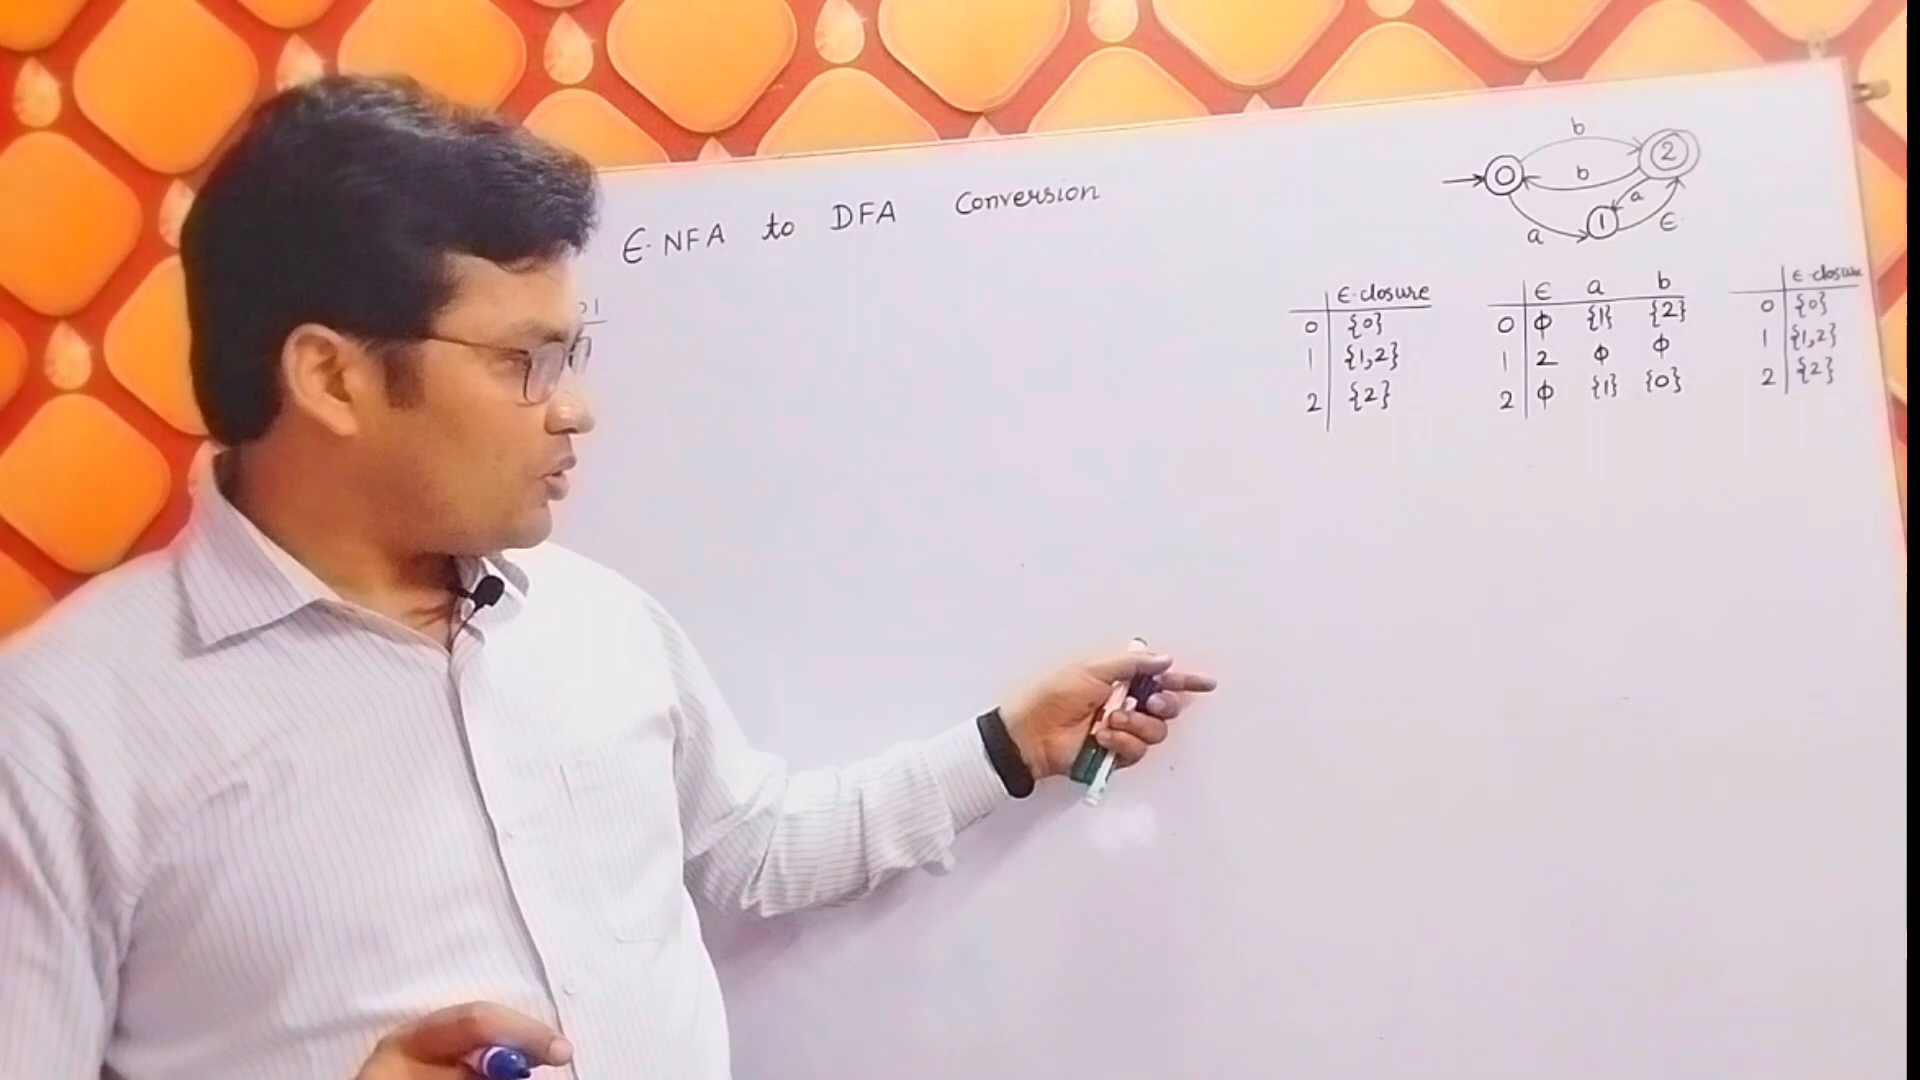 Є.NFA to DFA Conversion
b
0
2
b
a
1
a
Є
Є.closure
0 {0}
1 {1,2}
2 {2}
Є a b
0 ϕ {1} {2}
1 2 ϕ ϕ
2 ϕ {1} {0}
Є.closure
0 {0}
1 {1,2}
2 {2}